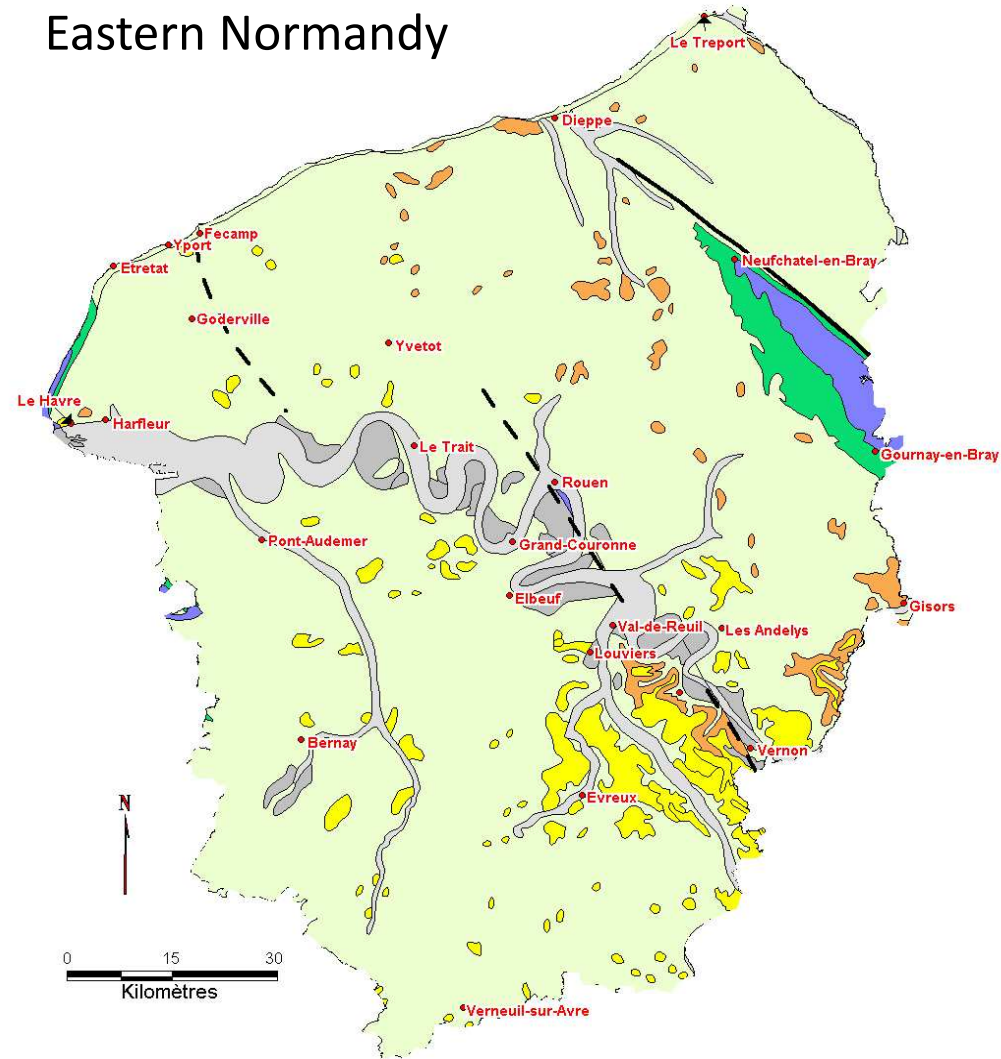 Eastern Normandy
Le Treport
Dieppe
Fecamp
Yport
Etretat
Neufchatel-en-Bray
Goderville
Yvetot
Le Havre
Harfleur
Le Trait
Gournay-en-Bray
Rouen
Pont-Audemer
Grand-Couronne
Elbeuf
Gisors
Val-de-Reuil
Les Andelys
Louviers
Bernay
Vernon
Evreux
N
0 15 30
Kilomètres
Verneuil-sur-Avre